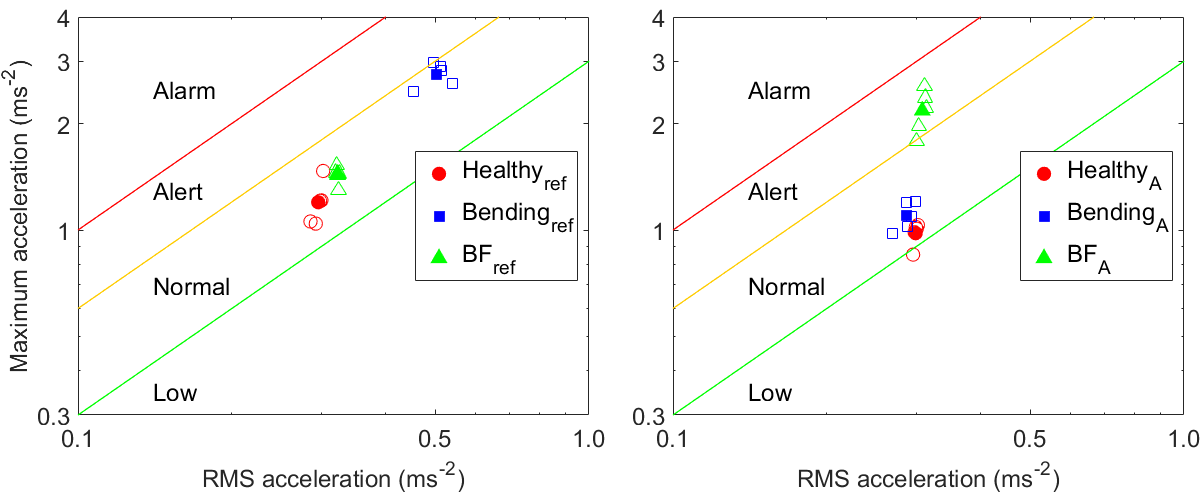 4
3
2
1
0.3
Maximum acceleration (ms-2)
Alarm
Alert
Normal
Low
Healthyref
Bendingref
BFref
0.1
0.5
1.0
RMS acceleration (ms-2)
4
3
2
1
0.3
Alarm
Alert
Normal
Low
HealthyA
BendingA
BFA
0.1
0.5
1.0
RMS acceleration (ms-2)